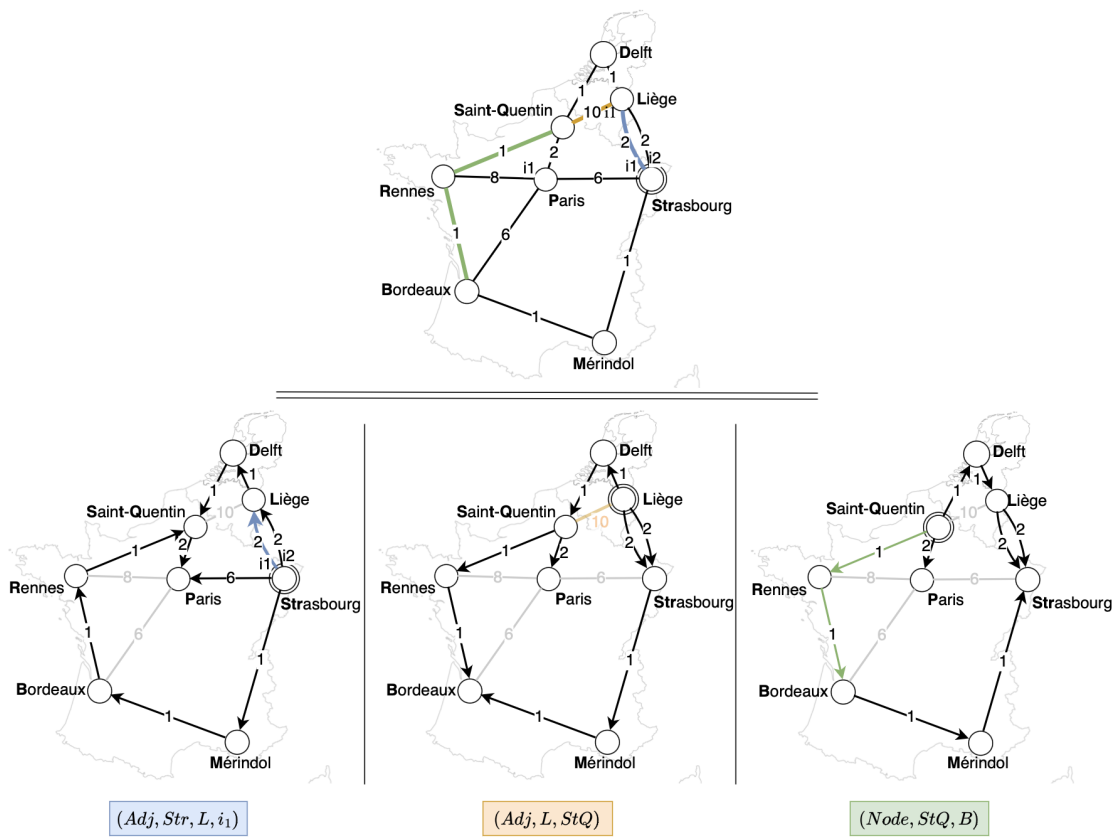 Delft
1
1
Liège
Saint-Quentin
10 i1
1
2
2
2
i1
i2
i1
Rennes
8
6
Paris
Strasbourg
1
6
1
Bordeaux
1
Mérindol
Delft
1
1
Liège
Saint-Quentin
10
1
2
2
2
i2
i1
Rennes
8
6
Paris
Strasbourg
1
6
1
Bordeaux
1
Mérindol
(Adj, Str, L, i₁)
Delft
1
1
Liège
Saint-Quentin
10
1
2
2
2
Rennes
8
6
Paris
Strasbourg
1
6
1
Bordeaux
1
Mérindol
(Adj, L, StQ)
Delft
1
1
Liège
Saint-Quentin
10
1
2
2
2
Rennes
8
6
Paris
Strasbourg
1
6
1
Bordeaux
1
Mérindol
(Node, StQ, B)